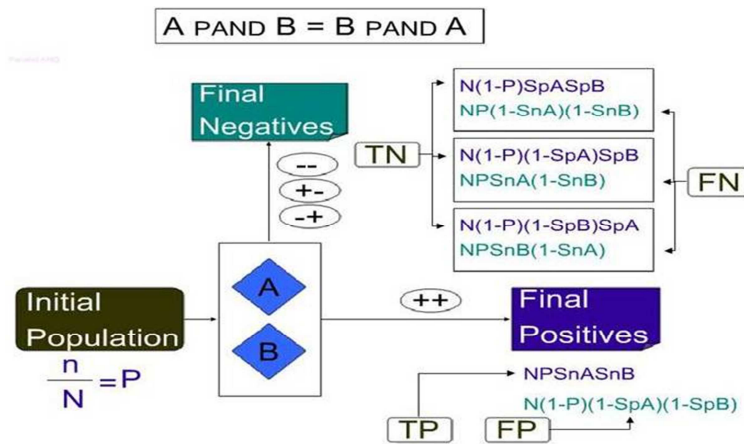 A PAND B = B PAND A
Final
Negatives
--
+-
-+
TN
N(1-P)SpASpB
NP(1-SnA)(1-SnB)
N(1-P)(1-SpA)SpB
NPSnA(1-SnB)
N(1-P)(1-SpB)SpA
NPSnB(1-SnA)
FN
Initial
Population
n
N
=P
A
B
++
Final
Positives
NPSnASnB
N(1-P)(1-SpA)(1-SpB)
TP
FP